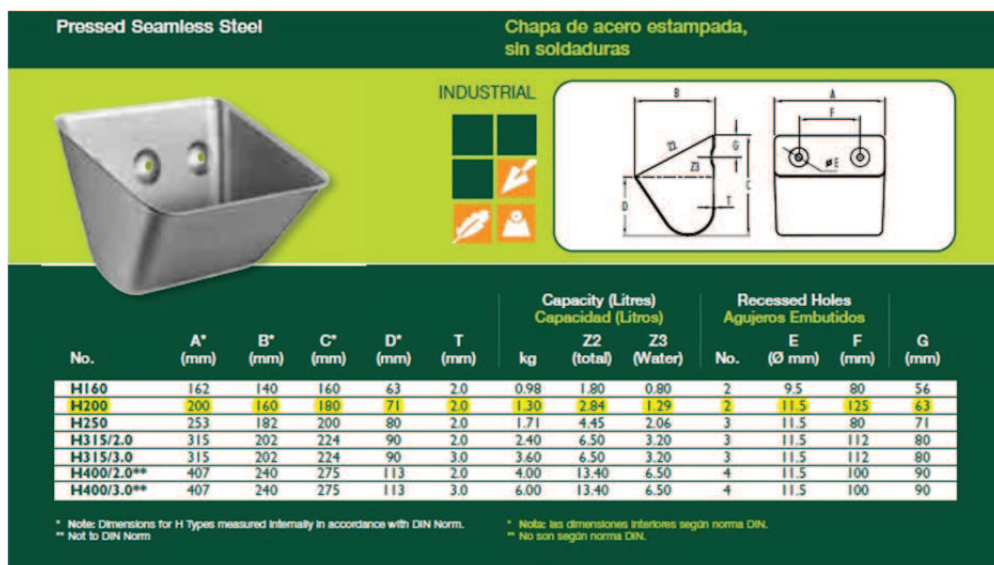 Pressed Seamless Steel
Chapa de acero estampada,
sin soldaduras
INDUSTRIAL
B
A
F
Z2
G
Z3
ØE
C
D
T
Capacity (Litres) Recessed Holes
Capacidad (Litros) Agujeros Embutidos
A* B* C* D* T Z2 Z3 E F G
No. (mm) (mm) (mm) (mm) (mm) kg (total) (Water) No. (Ø mm) (mm) (mm)
H160 162 140 160 63 2.0 0.98 1.80 0.80 2 9.5 80 56
H200 200 160 180 71 2.0 1.30 2.84 1.29 2 11.5 125 63
H250 253 182 200 80 2.0 1.71 4.45 2.06 3 11.5 80 71
H315/2.0 315 202 224 90 2.0 2.40 6.50 3.20 3 11.5 112 80
H315/3.0 315 202 224 90 3.0 3.60 6.50 3.20 3 11.5 112 80
H400/2.0** 407 240 275 113 2.0 4.00 13.40 6.50 4 11.5 100 90
H400/3.0** 407 240 275 113 3.0 6.00 13.40 6.50 4 11.5 100 90
* Note: Dimensions for H Types measured internally in accordance with DIN Norm.
** Not to DIN Norm
* Nota: las dimensiones interiores según norma DIN.
** No son según norma DIN.